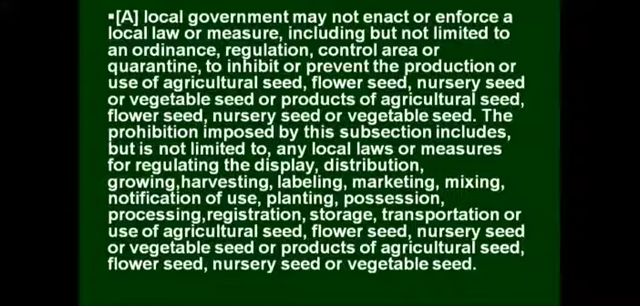 ▪[A] local government may not enact or enforce a
local law or measure, including but not limited to
an ordinance, regulation, control area or
quarantine, to inhibit or prevent the production or
use of agricultural seed, flower seed, nursery seed
or vegetable seed or products of agricultural seed,
flower seed, nursery seed or vegetable seed. The
prohibition imposed by this subsection includes,
but is not limited to, any local laws or measures
for regulating the display, distribution,
growing,harvesting, labeling, marketing, mixing,
notification of use, planting, possession,
processing,registration, storage, transportation or
use of agricultural seed, flower seed, nursery seed
or vegetable seed or products of agricultural seed,
flower seed, nursery seed or vegetable seed.